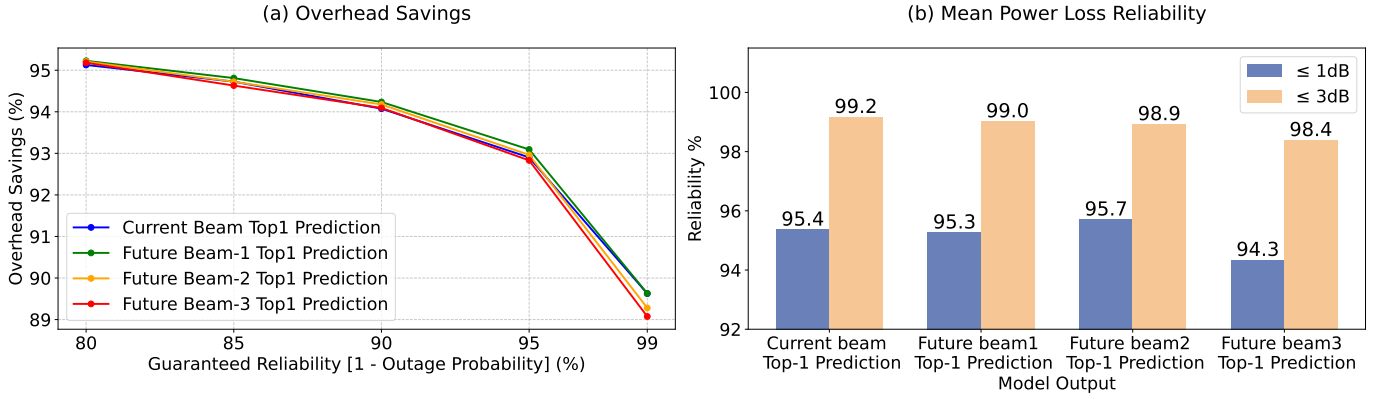 (a) Overhead Savings
Overhead Savings (%)
95
94
93
92
91
90
89
Current Beam Top1 Prediction
Future Beam-1 Top1 Prediction
Future Beam-2 Top1 Prediction
Future Beam-3 Top1 Prediction
80 85 90 95 99
Guaranteed Reliability [1 - Outage Probability] (%)
(b) Mean Power Loss Reliability
Reliability %
100
98
96
94
92
≤ 1dB
≤ 3dB
95.4 99.2 95.3 99.0 95.7 98.9 94.3 98.4
Current beam Future beam1 Future beam2 Future beam3
Top-1 Prediction Top-1 Prediction Top-1 Prediction Top-1 Prediction
Model Output